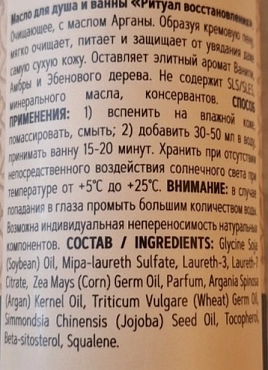 Масло для душа и ванны «Ритуал восстановления»
Очищающее, с маслом Арганы. Образуя кремовую пену,
мягко очищает, питает и защищает от увядания даже
самую сухую кожу. Оставляет элитный аромат Ванили,
Амбры и Эбенового дерева. Не содержит SLS/SLES,
минерального масла, консервантов. СПОСОБ
ПРИМЕНЕНИЯ: 1) вспенить на влажной коже,
помассировать, смыть; 2) добавить 30-50 мл в воду,
принимать ванну 15-20 минут. Хранить при отсутствии
непосредственного воздействия солнечного света при
температуре от +5°С до +25°С. ВНИМАНИЕ: в случае
попадания в глаза промыть большим количеством воды.
Возможна индивидуальная непереносимость натуральных
компонентов. СОСТАВ / INGREDIENTS: Glycine Soja
(Soybean) Oil, Mipa-laureth Sulfate, Laureth-3, Laureth-7
Citrate, Zea Mays (Corn) Germ Oil, Parfum, Argania Spinosa
(Argan) Kernel Oil, Triticum Vulgare (Wheat) Germ Oil,
Simmondsia Chinensis (Jojoba) Seed Oil, Tocopherol,
Beta-sitosterol, Squalene.